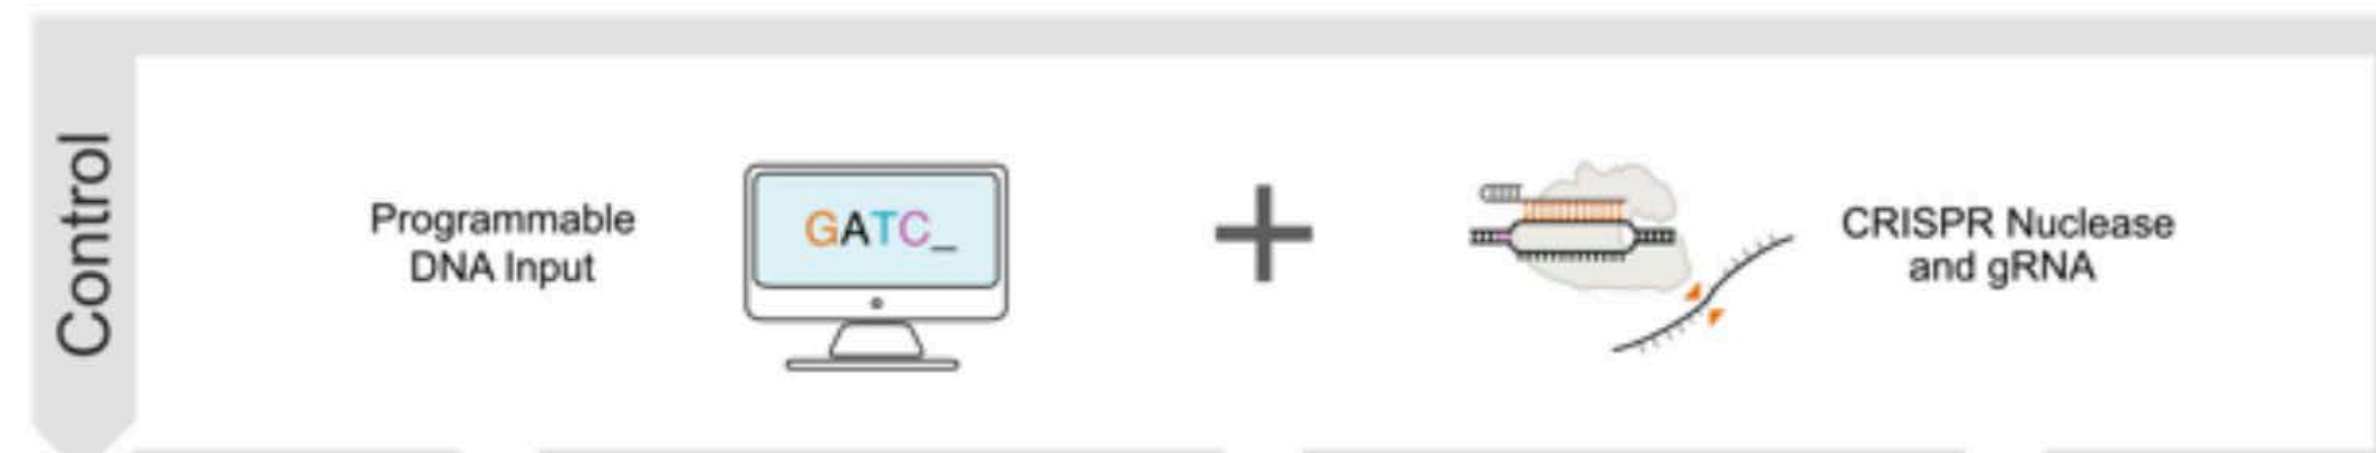 Control
Programmable
DNA Input
GATC_
CRISPR Nuclease
and gRNA